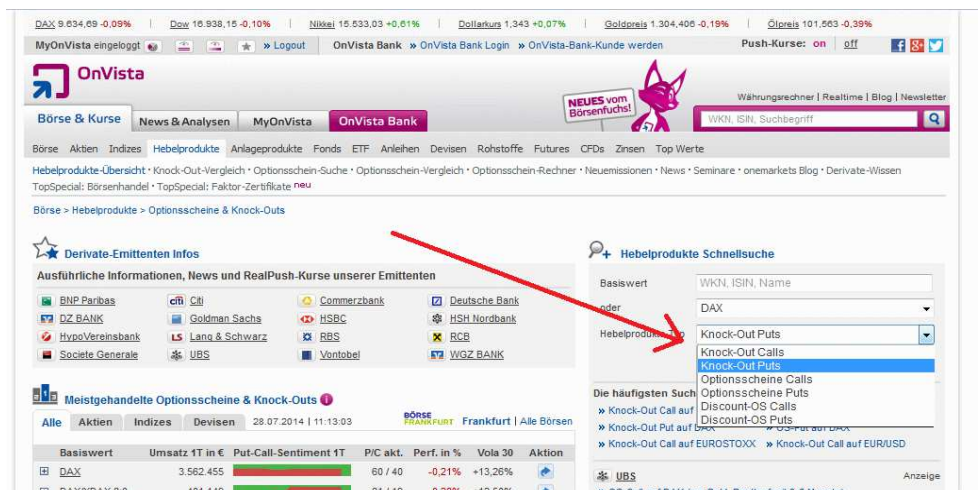 DAX 9.634,69 -0,09% | Dow 16.938,15 -0,10% | Nikkei 15.533,03 +0,61% | Dollarkurs 1,343 +0,07% | Goldpreis 1.304,406 -0,19% | Ölpreis 101,563 -0,39%
MyOnVista eingeloggt » Logout OnVista Bank » OnVista Bank Login » OnVista-Bank-Kunde werden Push-Kurse: on | off
OnVista
NEUES vom
Börsenfuchs!
Währungsrechner | Realtime | Blog | Newsletter
Börse & Kurse News & Analysen MyOnVista OnVista Bank WKN, ISIN, Suchbegriff
Börse Aktien Indizes Hebelprodukte Anlageprodukte Fonds ETF Anleihen Devisen Rohstoffe Futures CFDs Zinsen Top Werte
Hebelprodukte-Übersicht • Knock-Out-Vergleich • Optionsschein-Suche • Optionsschein-Vergleich • Optionsschein-Rechner • Neuemissionen • News • Seminare • onemarkets Blog • Derivate-Wissen
TopSpecial: Börsenhandel • TopSpecial: Faktor-Zertifikate neu
Börse > Hebelprodukte > Optionsscheine & Knock-Outs
Derivate-Emittenten Infos
Ausführliche Informationen, News und RealPush-Kurse unserer Emittenten
BNP Paribas citi Citi Commerzbank Deutsche Bank
DZ BANK Goldman Sachs HSBC HSH Nordbank
HypoVereinsbank LS Lang & Schwarz RBS RCB
Societe Generale UBS Vontobel WGZ BANK
Meistgehandelte Optionsscheine & Knock-Outs
Alle Aktien Indizes Devisen 28.07.2014 | 11:13:03 BÖRSE FRANKFURT Frankfurt | Alle Börsen
Basiswert Umsatz 1T in € Put-Call-Sentiment 1T P/C akt. Perf. in % Vola 30 Aktion
DAX 3.562.455 60 / 40 -0,21% +13,26%
Hebelprodukte Schnellsuche
Basiswert WKN, ISIN, Name
oder DAX
Hebelprodukte-Typ Knock-Out Puts
Knock-Out Calls
Knock-Out Puts
Optionsscheine Calls
Optionsscheine Puts
Discount-OS Calls
Discount-OS Puts
Die häufigsten Such
» Knock-Out Call auf
» Knock-Out Put auf DAX » OS-Put auf DAX
» Knock-Out Call auf EUROSTOXX » Knock-Out Call auf EUR/USD
UBS Anzeige